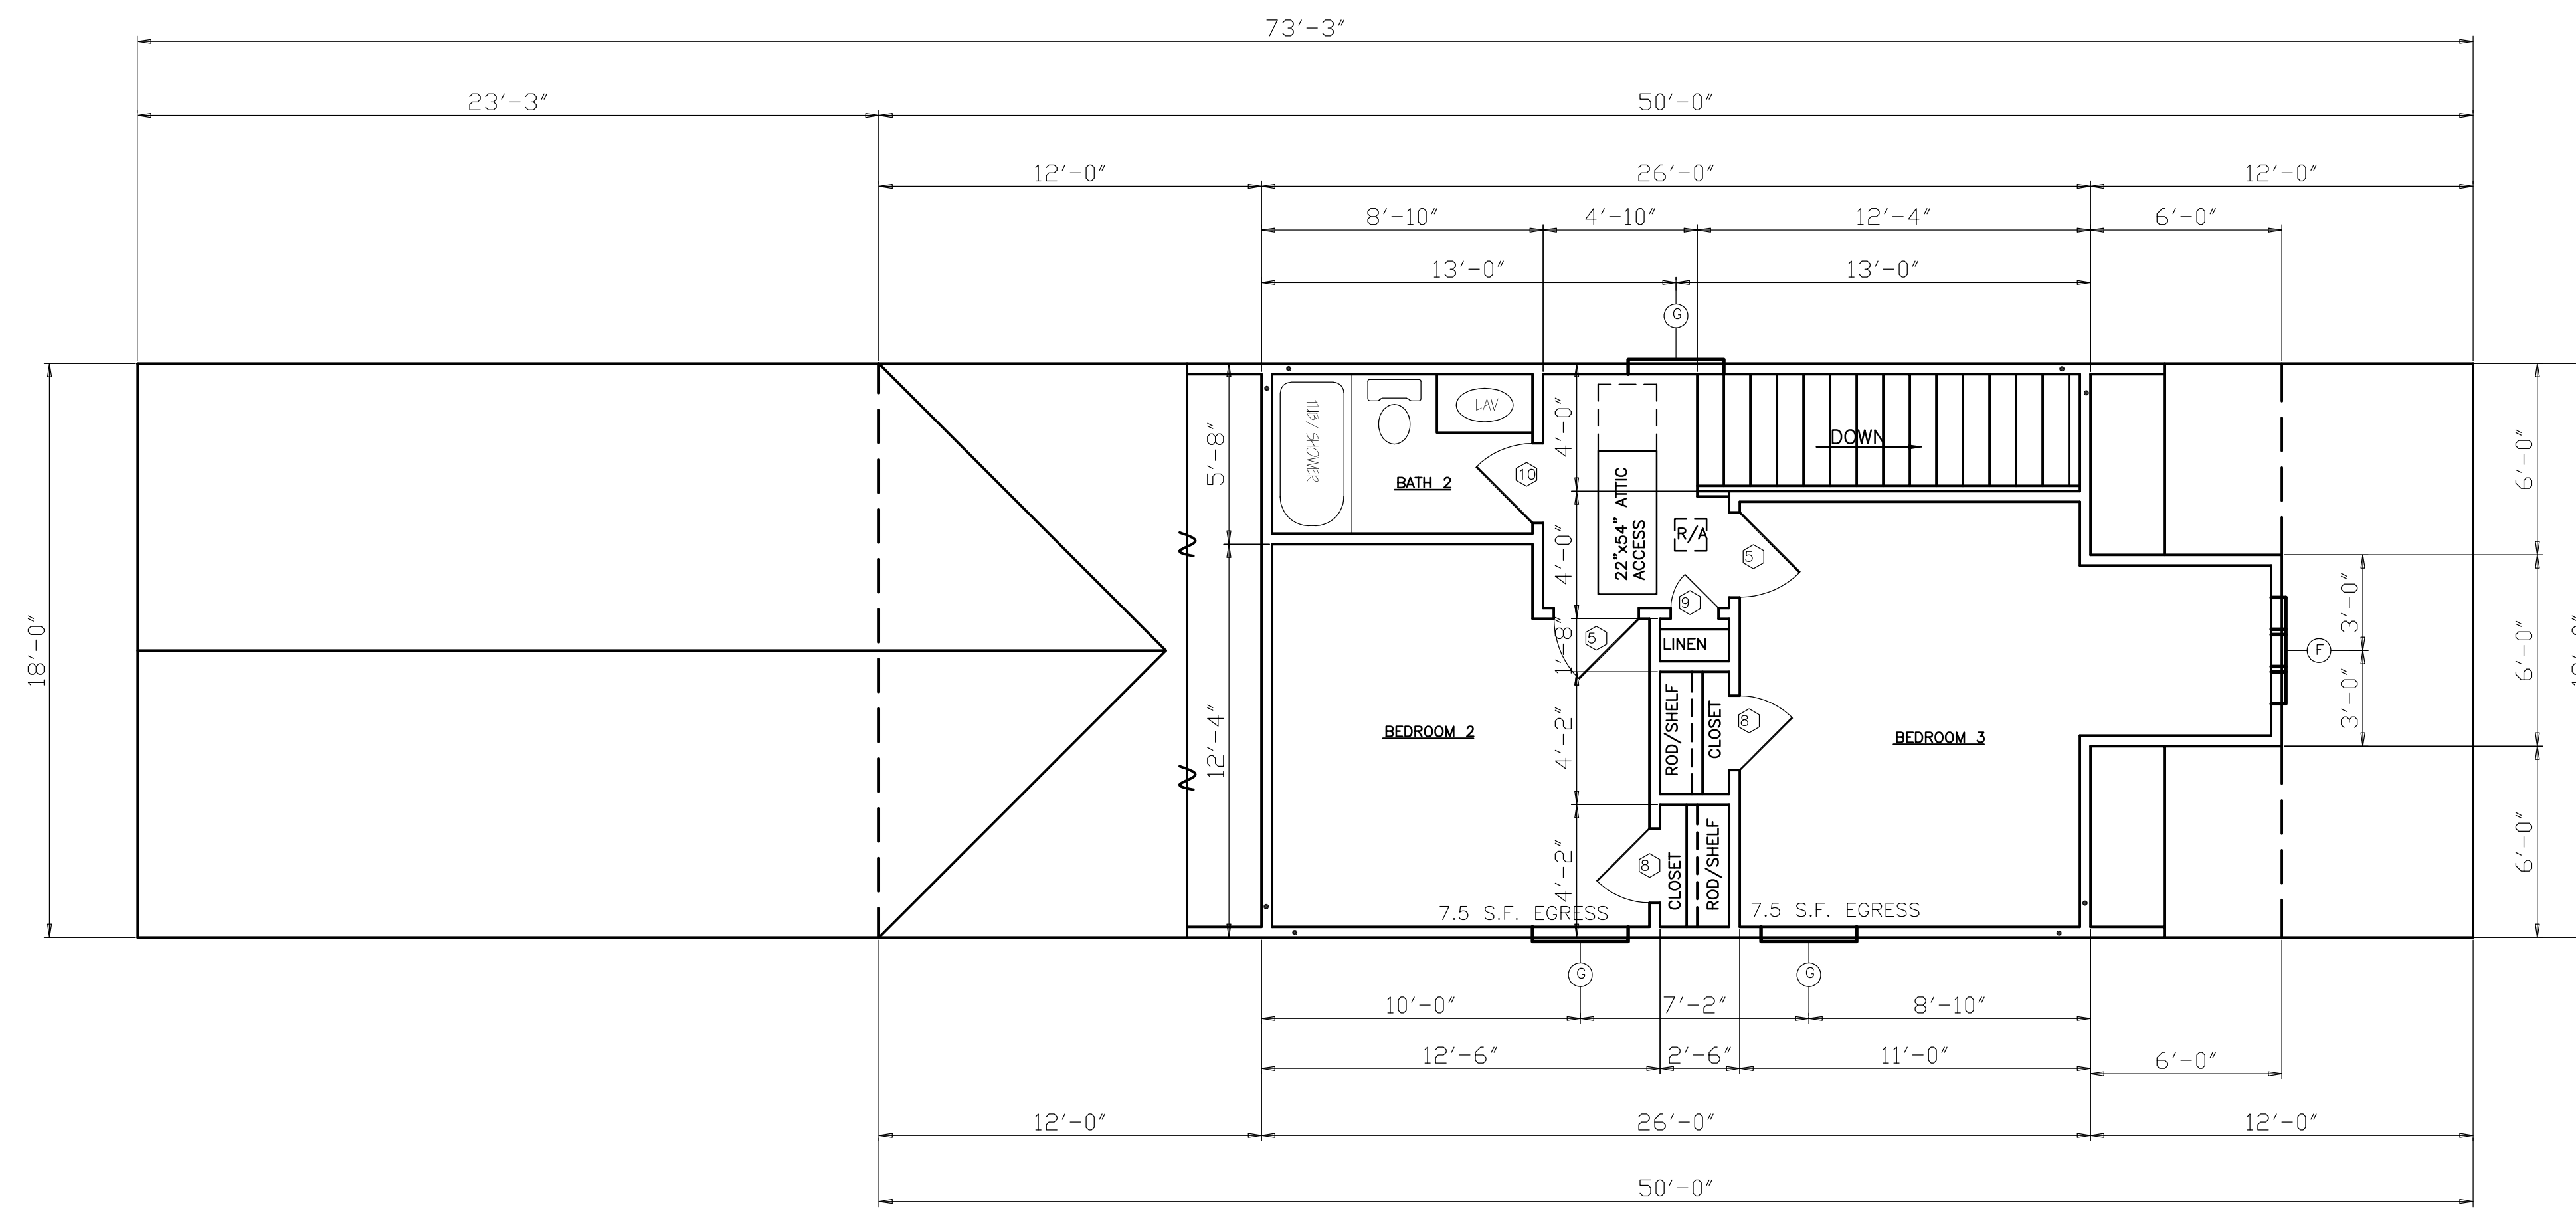 73'-3"
23'-3"
50'-0"
12'-0"
26'-0"
12'-0"
8'-10"
4'-10"
12'-4"
6'-0"
13'-0"
13'-0"
G
18'-0"
5'-8"
12'-4"
TUB/SHOWER
LAV.
BATH 2
10
4'-0"
4'-0"
1'-8"
4'-2"
4'-2"
22"x54" ATTIC
ACCESS
DOWN
R/A
5
9
5
LINEN
ROD/SHELF
CLOSET
8
BEDROOM 2
BEDROOM 3
8
CLOSET
ROD/SHELF
7.5 S.F. EGRESS
7.5 S.F. EGRESS
F
3'-0"
3'-0"
6'-0"
6'-0"
6'-0"
G
G
10'-0"
7'-2"
8'-10"
12'-6"
2'-6"
11'-0"
6'-0"
12'-0"
26'-0"
12'-0"
50'-0"